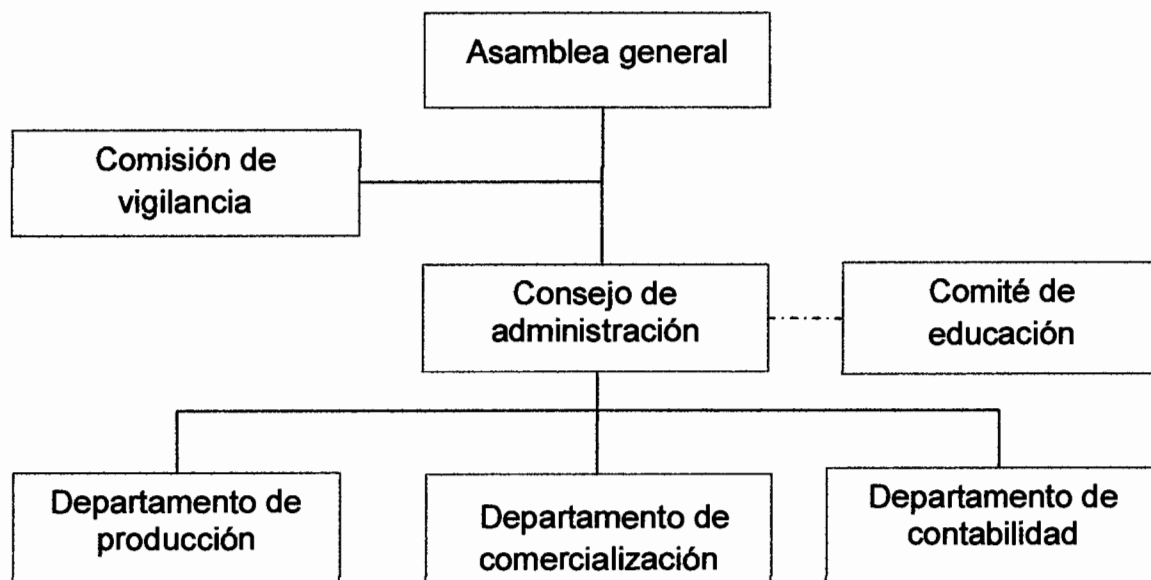 Asamblea general
Comisión de
vigilancia
Consejo de
administración
Comité de
educación
Departamento de
producción
Departamento de
comercialización
Departamento de
contabilidad